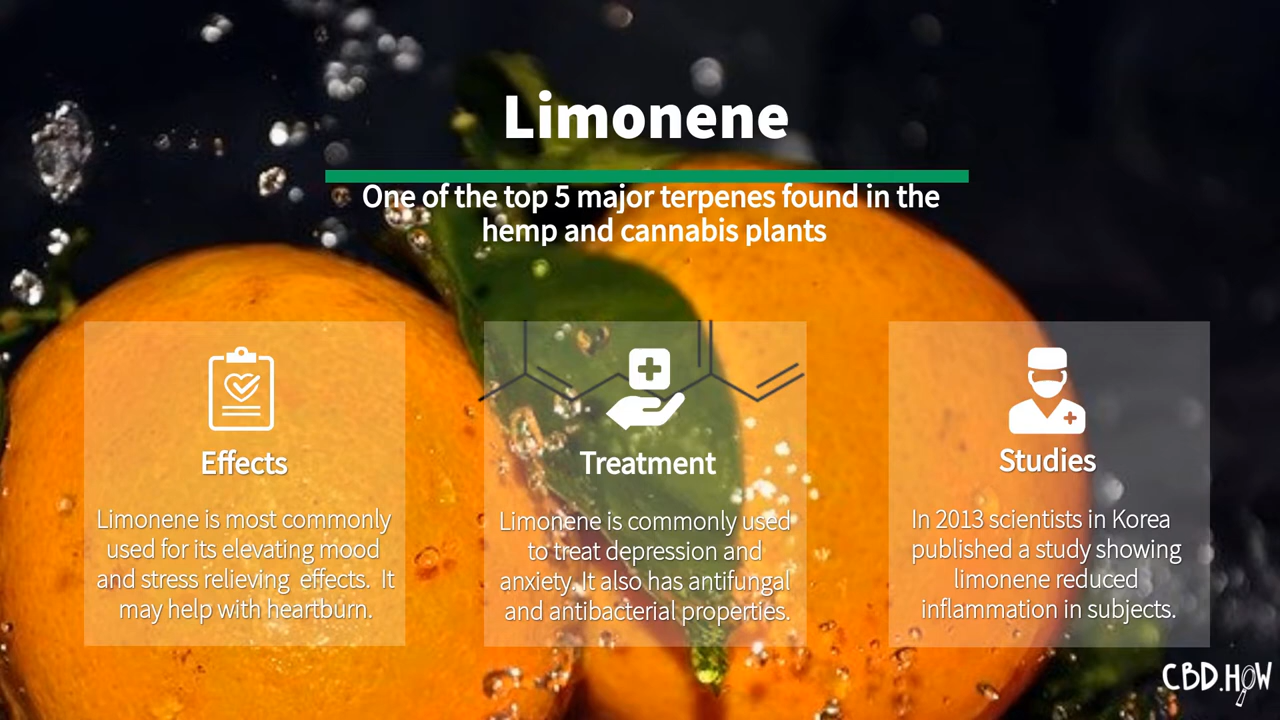 Limonene
One of the top 5 major terpenes found in the
hemp and cannabis plants
Effects
Limonene is most commonly
used for its elevating mood
and stress relieving effects. It
may help with heartburn.
Treatment
Limonene is commonly used
to treat depression and
anxiety. It also has antifungal
and antibacterial properties.
Studies
In 2013 scientists in Korea
published a study showing
limonene reduced
inflammation in subjects.
CBD.HOW